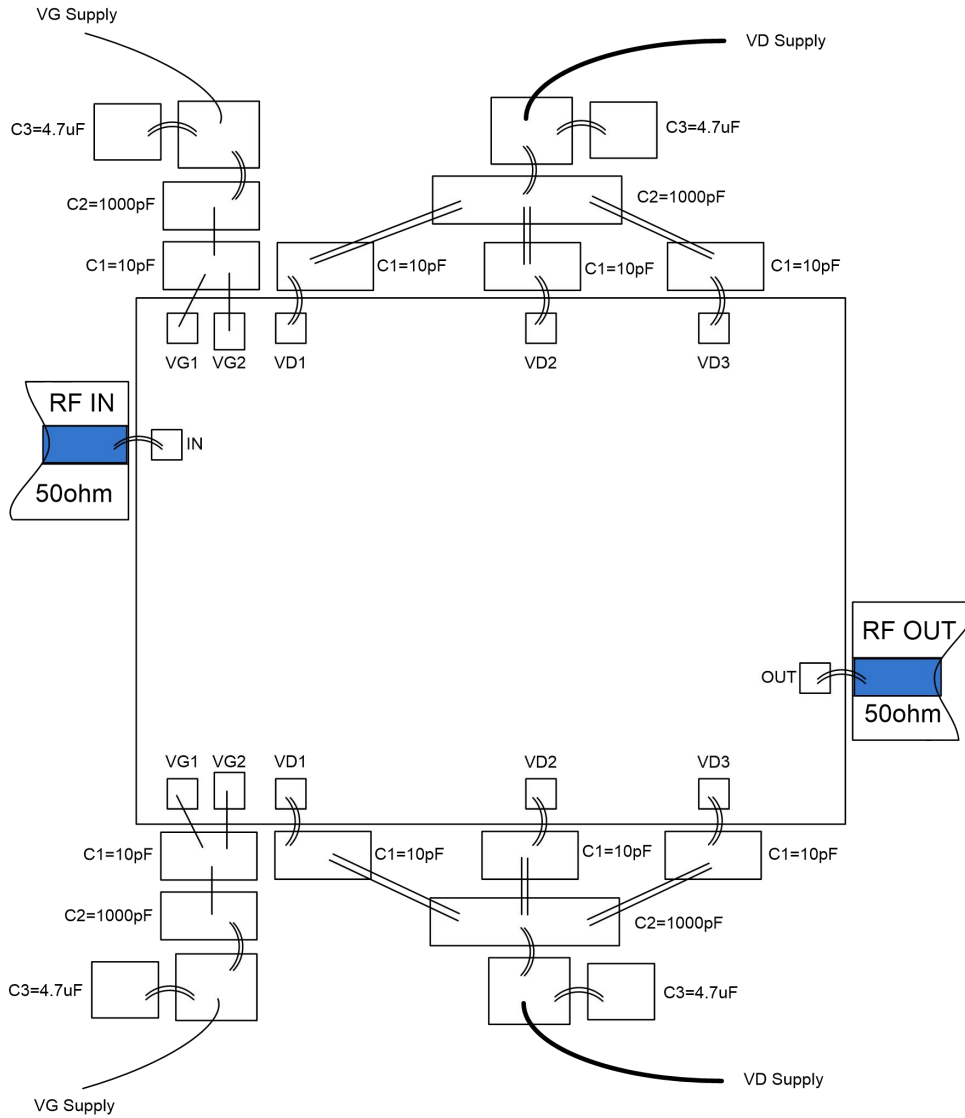 VG Supply
VD Supply
C3=4.7uF
C3=4.7uF
C2=1000pF
C2=1000pF
C1=10pF
C1=10pF
C1=10pF
C1=10pF
VG1
VG2
VD1
VD2
VD3
RF IN
IN
50ohm
RF OUT
OUT
50ohm
VG1
VG2
VD1
VD2
VD3
C1=10pF
C1=10pF
C1=10pF
C1=10pF
C2=1000pF
C2=1000pF
C3=4.7uF
C3=4.7uF
VD Supply
VG Supply